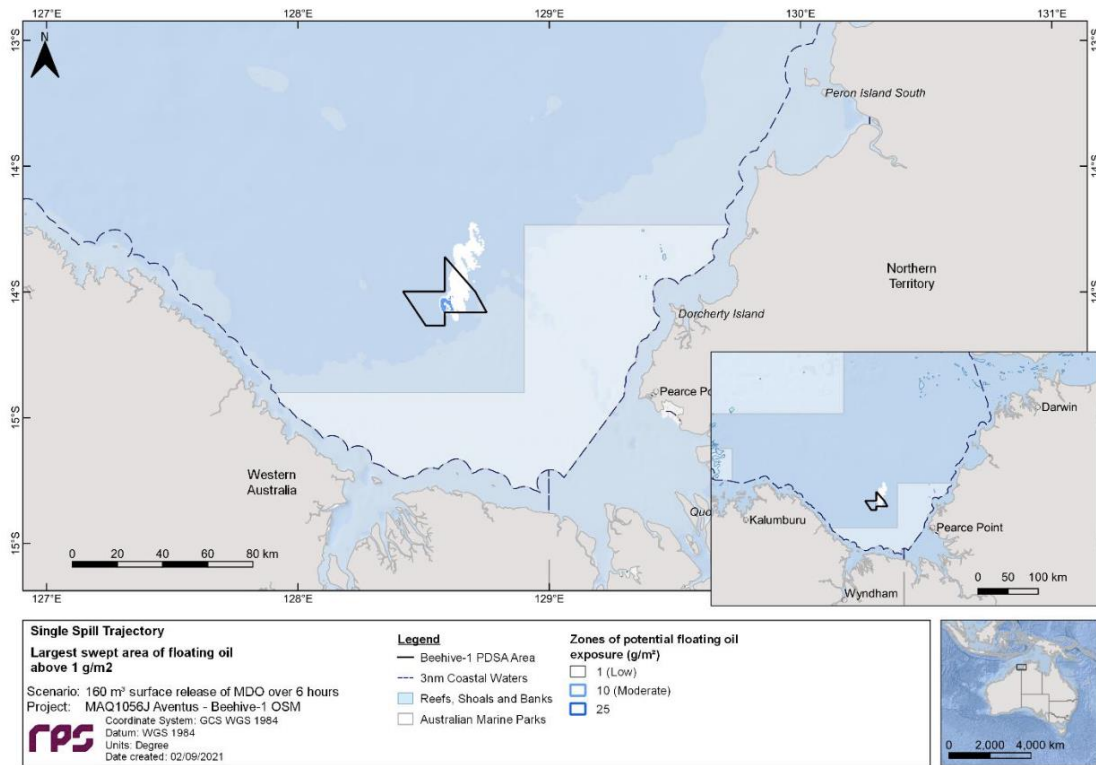 127°E
128°E
129°E
130°E
131°E
13°S
13°S
N
Peron Island South
14°S
14°S
Northern
Territory
14°S
14°S
Dorcherty Island
Pearce Po
15°S
Western
Australia
Quo
0 20 40 60 80 km
15°S
127°E
128°E
129°E
Darwin
Kalumburu
Pearce Point
Wyndham
0 50 100 km
Single Spill Trajectory
Largest swept area of floating oil
above 1 g/m2
Scenario: 160 m³ surface release of MDO over 6 hours
Project: MAQ1056J Aventus - Beehive-1 OSM
rps
Coordinate System: GCS WGS 1984
Datum: WGS 1984
Units: Degree
Date created: 02/09/2021
Legend
Beehive-1 PDSA Area
3nm Coastal Waters
Reefs, Shoals and Banks
Australian Marine Parks
Zones of potential floating oil
exposure (g/m²)
1 (Low)
10 (Moderate)
25
0 2,000 4,000 km